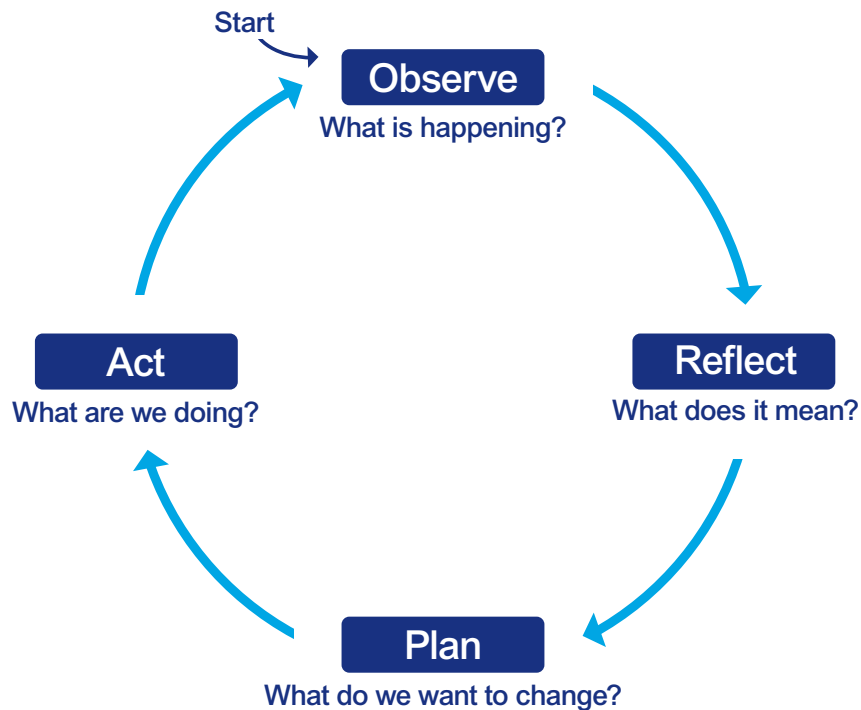 Start
Observe
What is happening?
Reflect
What does it mean?
Plan
What do we want to change?
Act
What are we doing?